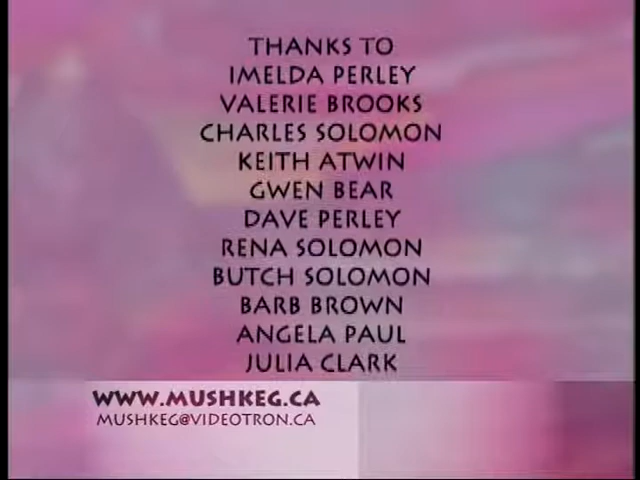 THANKS TO
IMELDA PERLEY
VALERIE BROOKS
CHARLES SOLOMON
KEITH ATWIN
GWEN BEAR
DAVE PERLEY
RENA SOLOMON
BUTCH SOLOMON
BARB BROWN
ANGELA PAUL
JULIA CLARK
WWW.MUSHKEG.CA
MUSHKEG@VIDEOTRON.CA